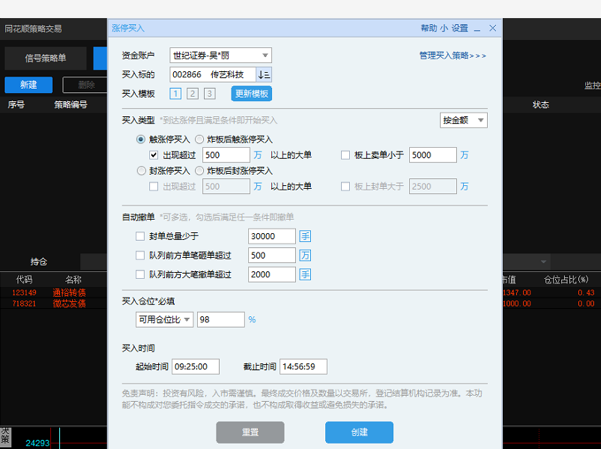 同花顺策略交易
涨停买入
帮助 小 设置
信号策略单
新建
删除
监控
序号 策略编号
状态
资金账户 世纪证券-吴*丽
管理买入策略>>>
买入标的 002866 传艺科技
买入模板 1 2 3 更新模板
买入类型 *到达涨停且满足条件即开始买入
按金额
触涨停买入 炸板后触涨停买入
出现超过 500 万 以上的大单 板上卖单小于 5000 万
封涨停买入 炸板后封涨停买入
出现超过 500 万 以上的大单 板上封单大于 2500 万
自动撤单 *可多选，勾选后满足任一条件即撤单
封单总量少于 30000 手
队列前方单笔砸单超过 500 万
队列前方大笔撤单超过 2000 手
持仓
代码 名称
市值 仓位占比(%)
123149 通裕转债
1347.00 0.43
718321 微芯发债
1000.00 0.00
买入仓位*必填
可用仓位比 98 %
买入时间
起始时间 09:25:00 截止时间 14:56:59
免责声明：投资有风险，入市需谨慎。最终成交价格及数量以交易所，登记结算机构记录为准。本功
能不构成对您委托指令成交的承诺，也不构成取得收益或避免损失的承诺。
重置
创建
决
策
24293